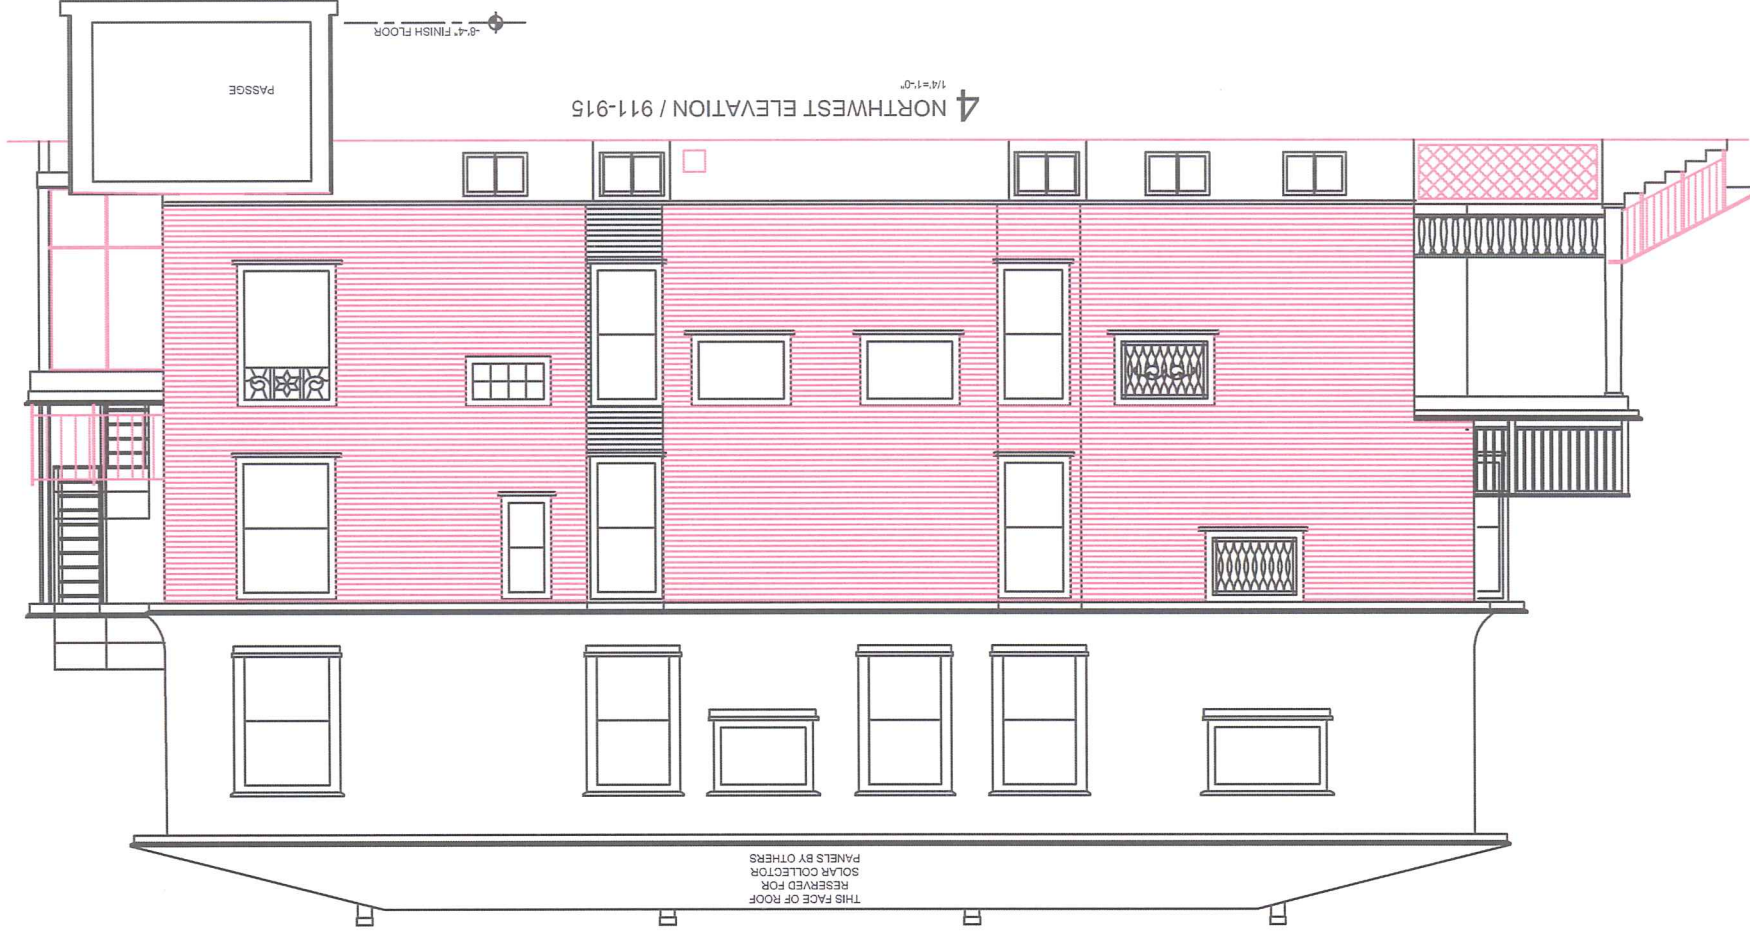 THIS FACE OF ROOF
RESERVED FOR
SOLAR COLLECTOR
PANELS BY OTHERS
4 NORTHWEST ELEVATION / 911-915
1/4'=1'-0"
PASSGE
-8'-4" FINISH FLOOR